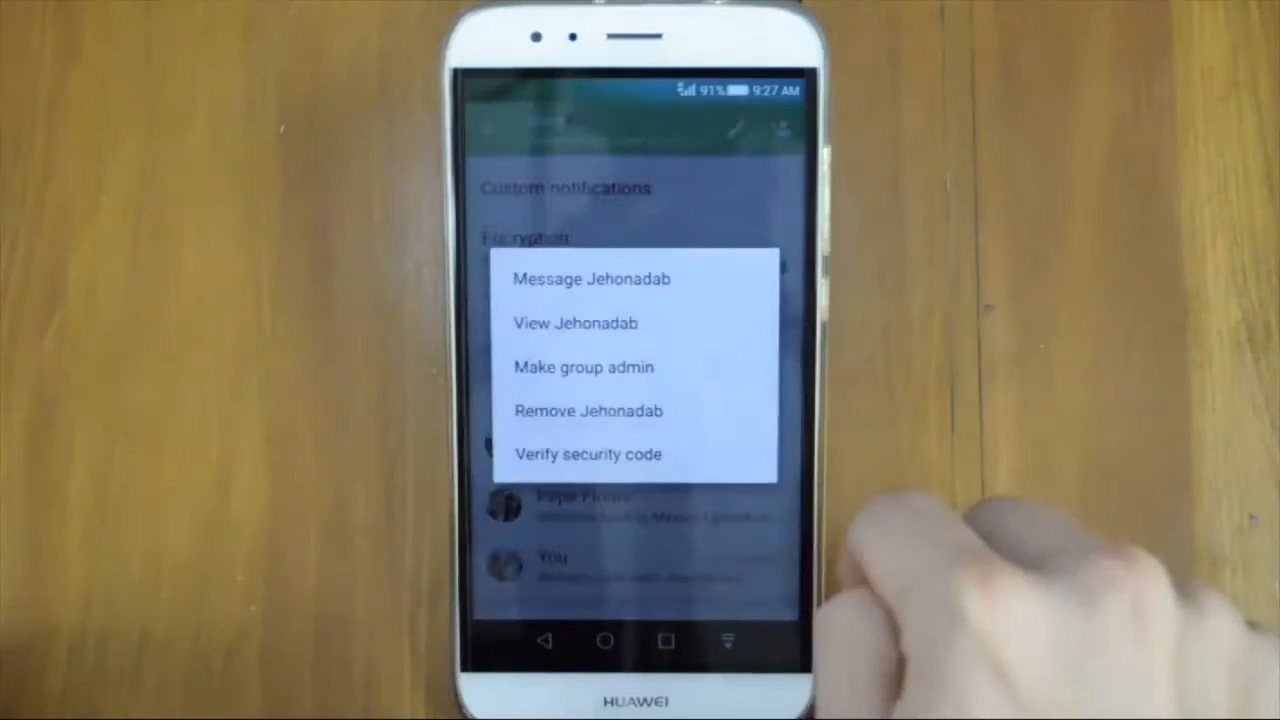 91% 9:27 AM
Custom notifications
Encryption
Message Jehonadab
View Jehonadab
Make group admin
Remove Jehonadab
Verify security code
You
HUAWEI